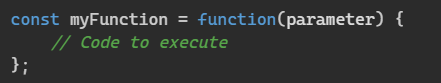 const myFunction = function(parameter) {
    // Code to execute
};